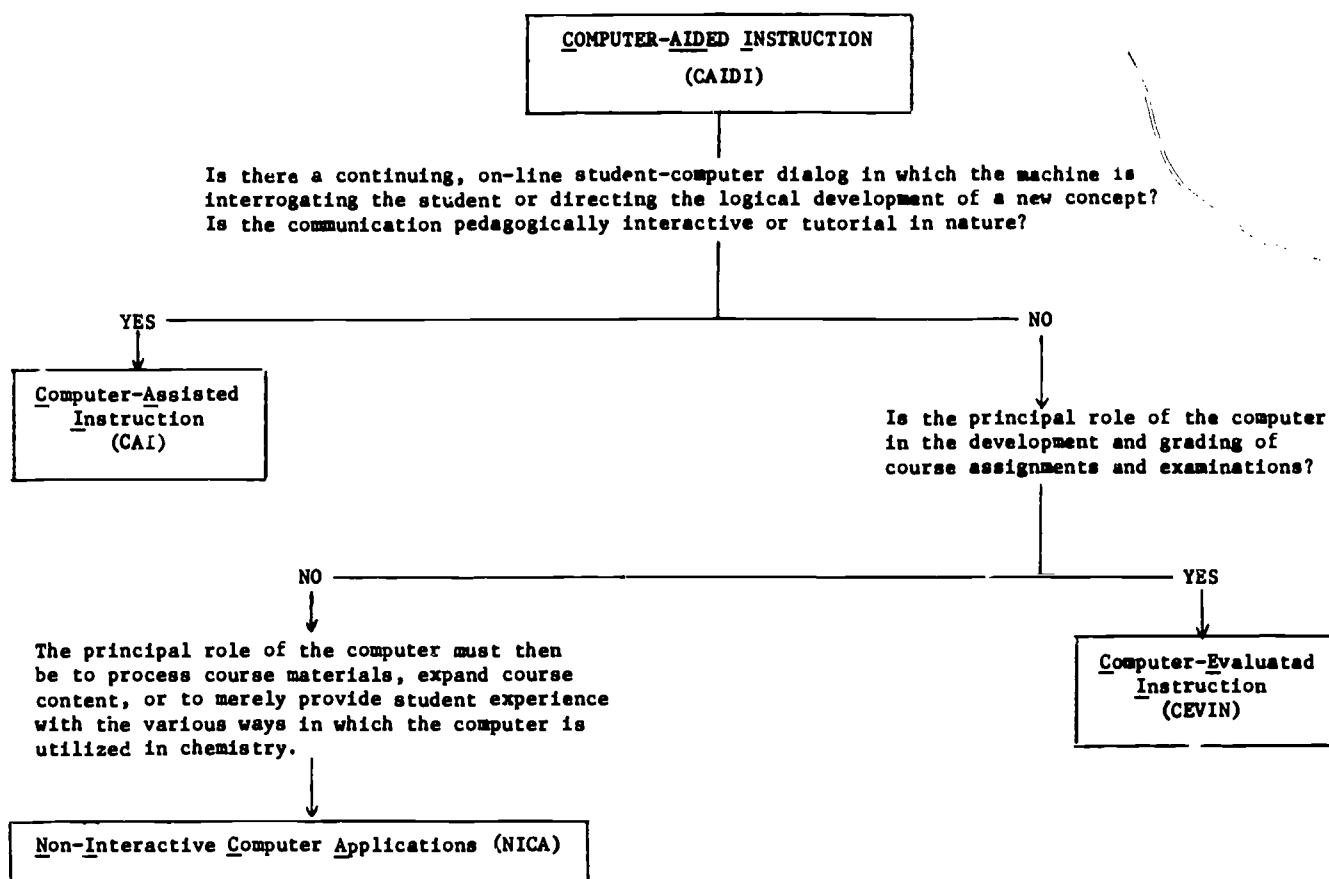 COMPUTER-AIDED INSTRUCTION
(CAIDI)
Is there a continuing, on-line student-computer dialog in which the machine is
interrogating the student or directing the logical development of a new concept?
Is the communication pedagogically interactive or tutorial in nature?
YES
NO
Computer-Assisted
Instruction
(CAI)
Is the principal role of the computer
in the development and grading of
course assignments and examinations?
NO
YES
The principal role of the computer must then
be to process course materials, expand course
content, or to merely provide student experience
with the various ways in which the computer is
utilized in chemistry.
Computer-Evaluated
Instruction
(CEVIN)
Non-Interactive Computer Applications (NICA)